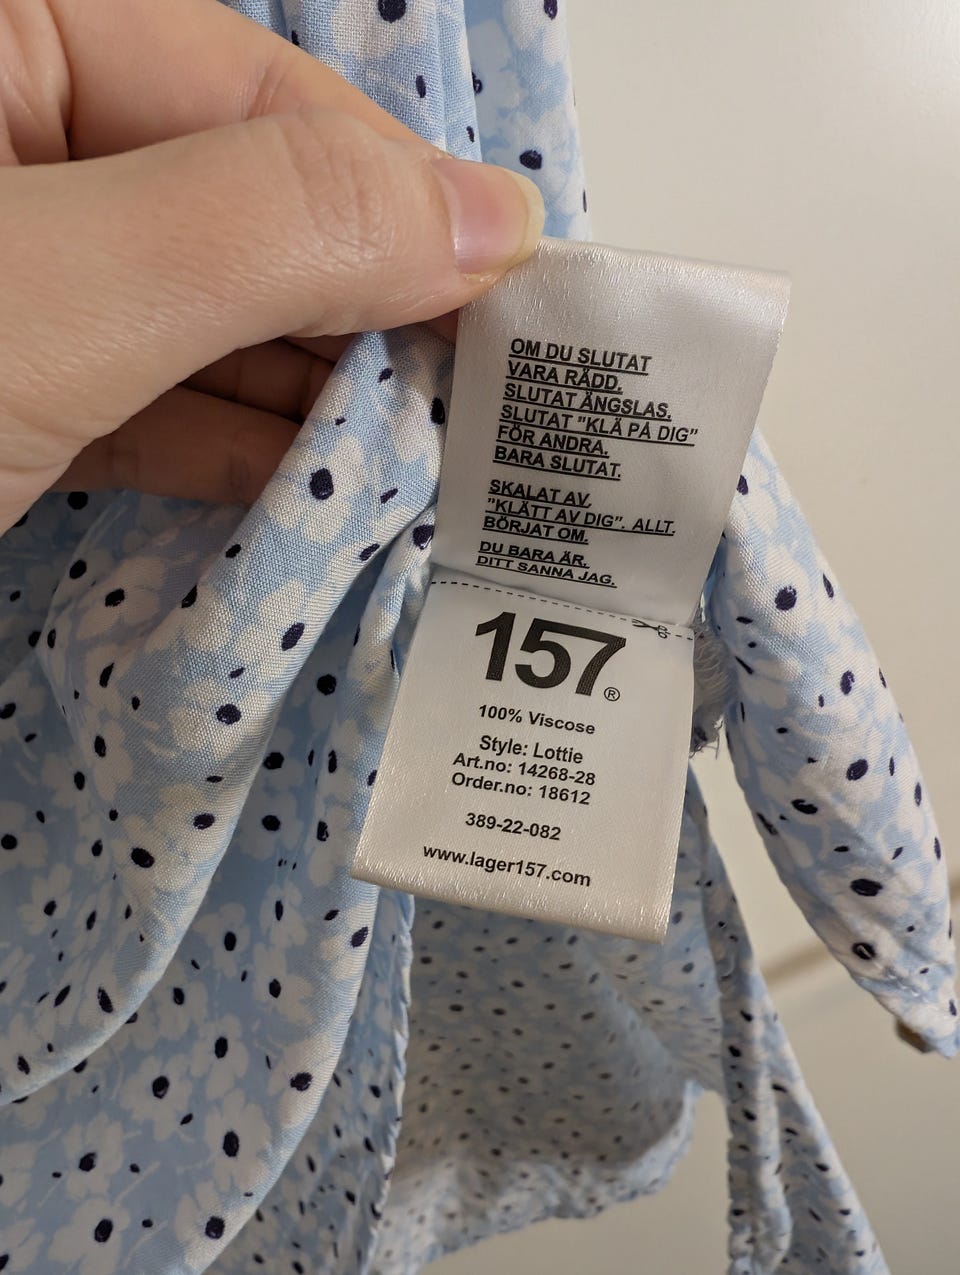 OM DU SLUTAT
VARA RÄDD.
SLUTAT ÄNGSLAS.
SLUTAT "KLÄ PÅ DIG"
FÖR ANDRA.
BARA SLUTAT.
SKALAT AV.
"KLÄTT AV DIG". ALLT.
BÖRJAT OM.
DU BARA ÄR.
DITT SANNA JAG.
157®
100% Viscose
Style: Lottie
Art.no: 14268-28
Order.no: 18612
389-22-082
www.lager157.com